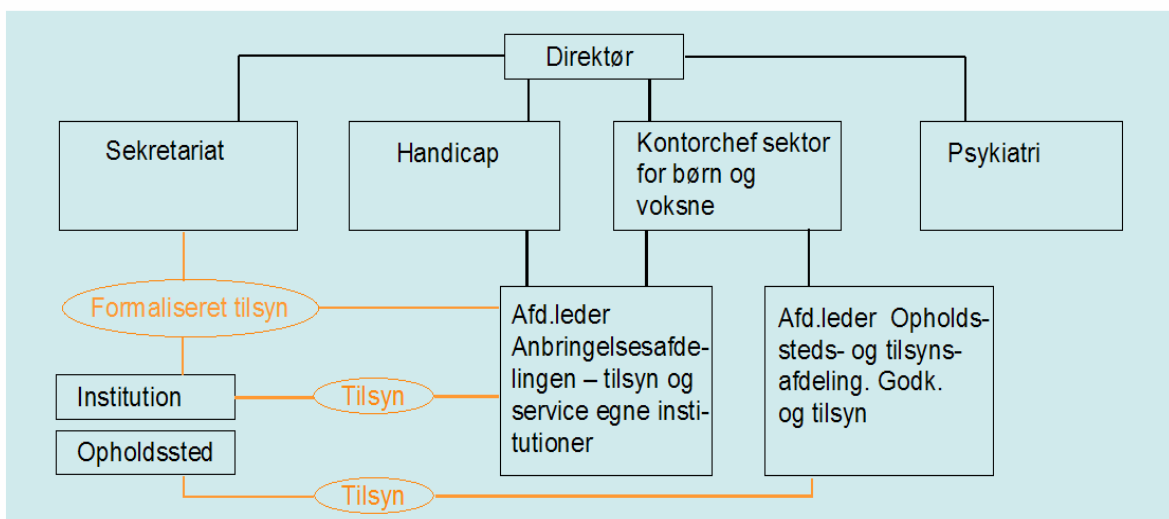 Direktør
Sekretariat
Handicap
Kontorchef sektor
for børn og
voksne
Psykiatri
Formaliseret tilsyn
Afd.leder
Anbringelsesafde-
lingen – tilsyn og
service egne insti-
tutioner
Afd.leder Opholds-
steds- og tilsyns-
afdeling. Godk.
og tilsyn
Institution
Tilsyn
Opholdssted
Tilsyn